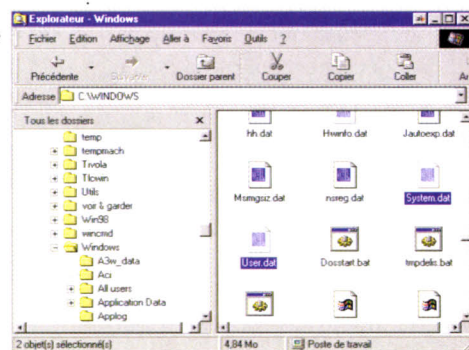 Explorateur - Windows
Fichier Edition Affichage Aller à Favoris Outils ?
Précédente Suivante Dossier parent Couper Copier Coller
Adresse C:\WINDOWS
Tous les dossiers
temp
tempmach
Tivola
Tlcwin
Utils
voir & garder
Win98
wincmd
Windows
A3w_data
Aci
All users
Application Data
Applog
hh.dat Hwinfo.dat Jautoexp.dat
Msmgsiz.dat nsreg.dat System.dat
User.dat Dosstart.bat tmpdelis.bat
2 objet(s) sélectionné(s) 4,84 Mo Poste de travail